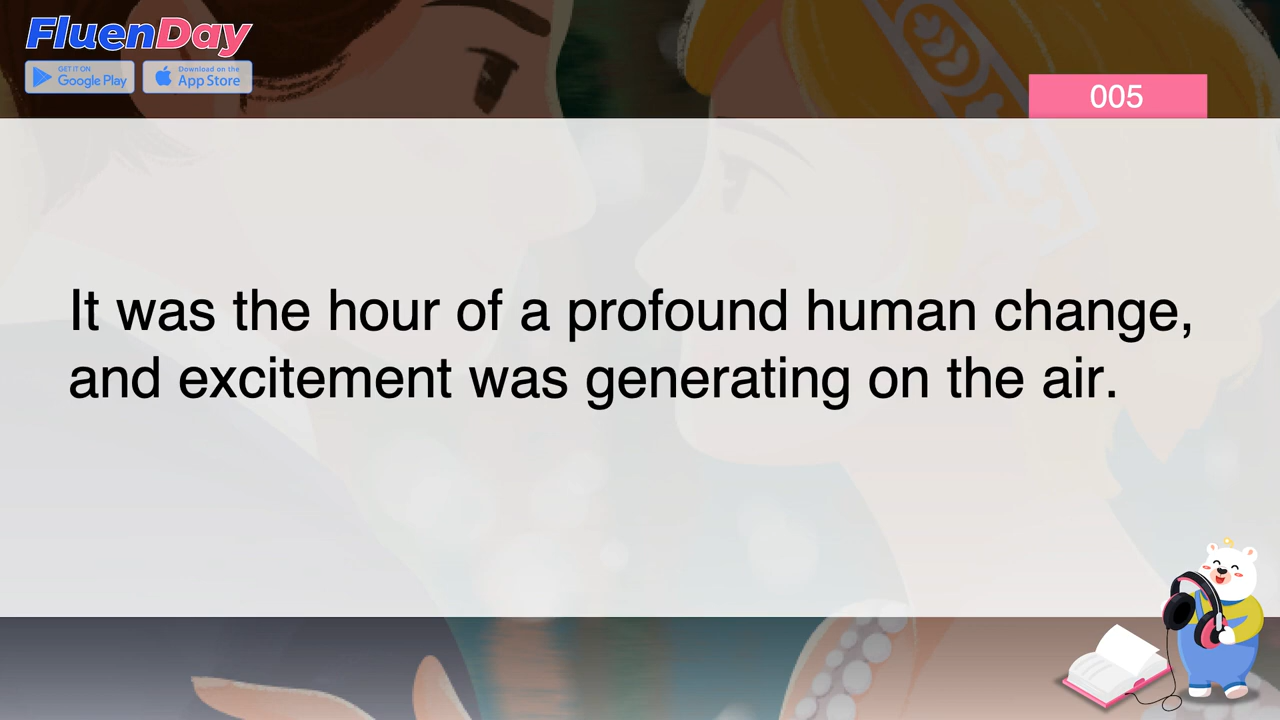 FluenDay
GET IT ON
Google Play
Download on the
App Store
005
It was the hour of a profound human change,
and excitement was generating on the air.